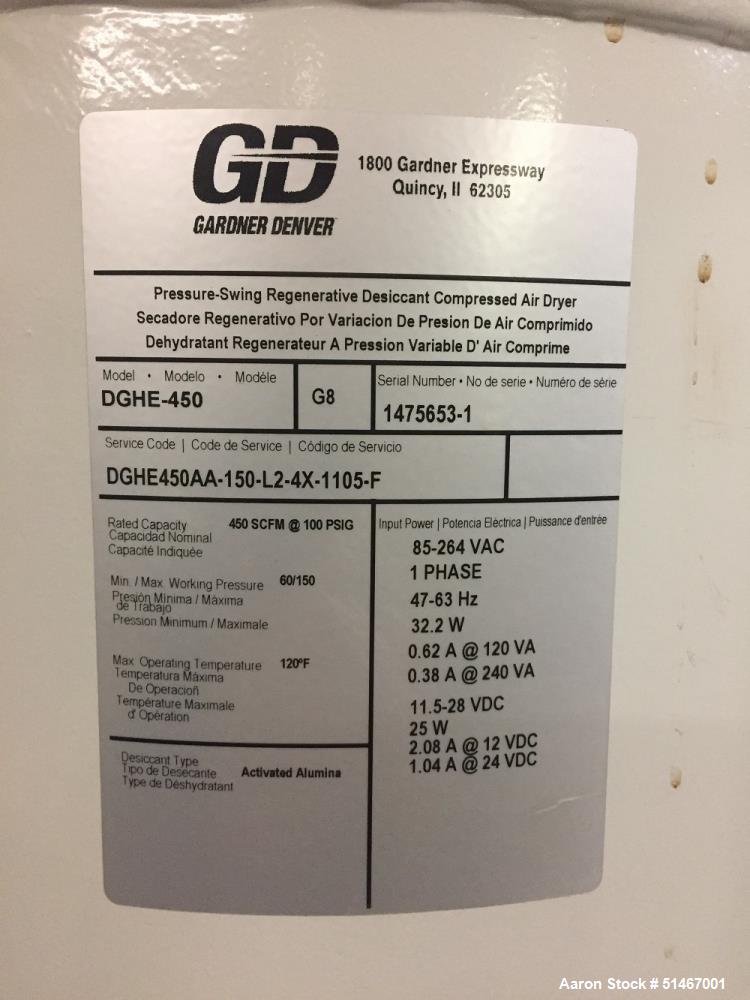 GD
GARDNER DENVER
1800 Gardner Expressway
Quincy, Il 62305
Pressure-Swing Regenerative Desiccant Compressed Air Dryer
Secadore Regenerativo Por Variacion De Presion De Air Comprimido
Dehydratant Regenerateur A Pression Variable D' Air Comprime
Model • Modelo • Modéle
DGHE-450
G8
Serial Number • No de serie • Numéro de série
1475653-1
Service Code | Code de Service | Código de Servicio
DGHE450AA-150-L2-4X-1105-F
Rated Capacity 450 SCFM @ 100 PSIG
Capacidad Nominal
Capacité Indiquée
Min. / Max. Working Pressure 60/150
Presión Minima / Máxima
de Trabajo
Pression Minimum / Maximale
Max. Operating Temperature 120ºF
Temperatura Máxima
De Operacioñ
Température Maximale
d' Opération
Desiccant Type
Tipo de Desecante Activated Alumina
Type de Déshydratant
Input Power | Potencia Eléctrica | Puissance d'entrée
85-264 VAC
1 PHASE
47-63 Hz
32.2 W
0.62 A @ 120 VA
0.38 A @ 240 VA
11.5-28 VDC
25 W
2.08 A @ 12 VDC
1.04 A @ 24 VDC
Aaron Stock # 51467001